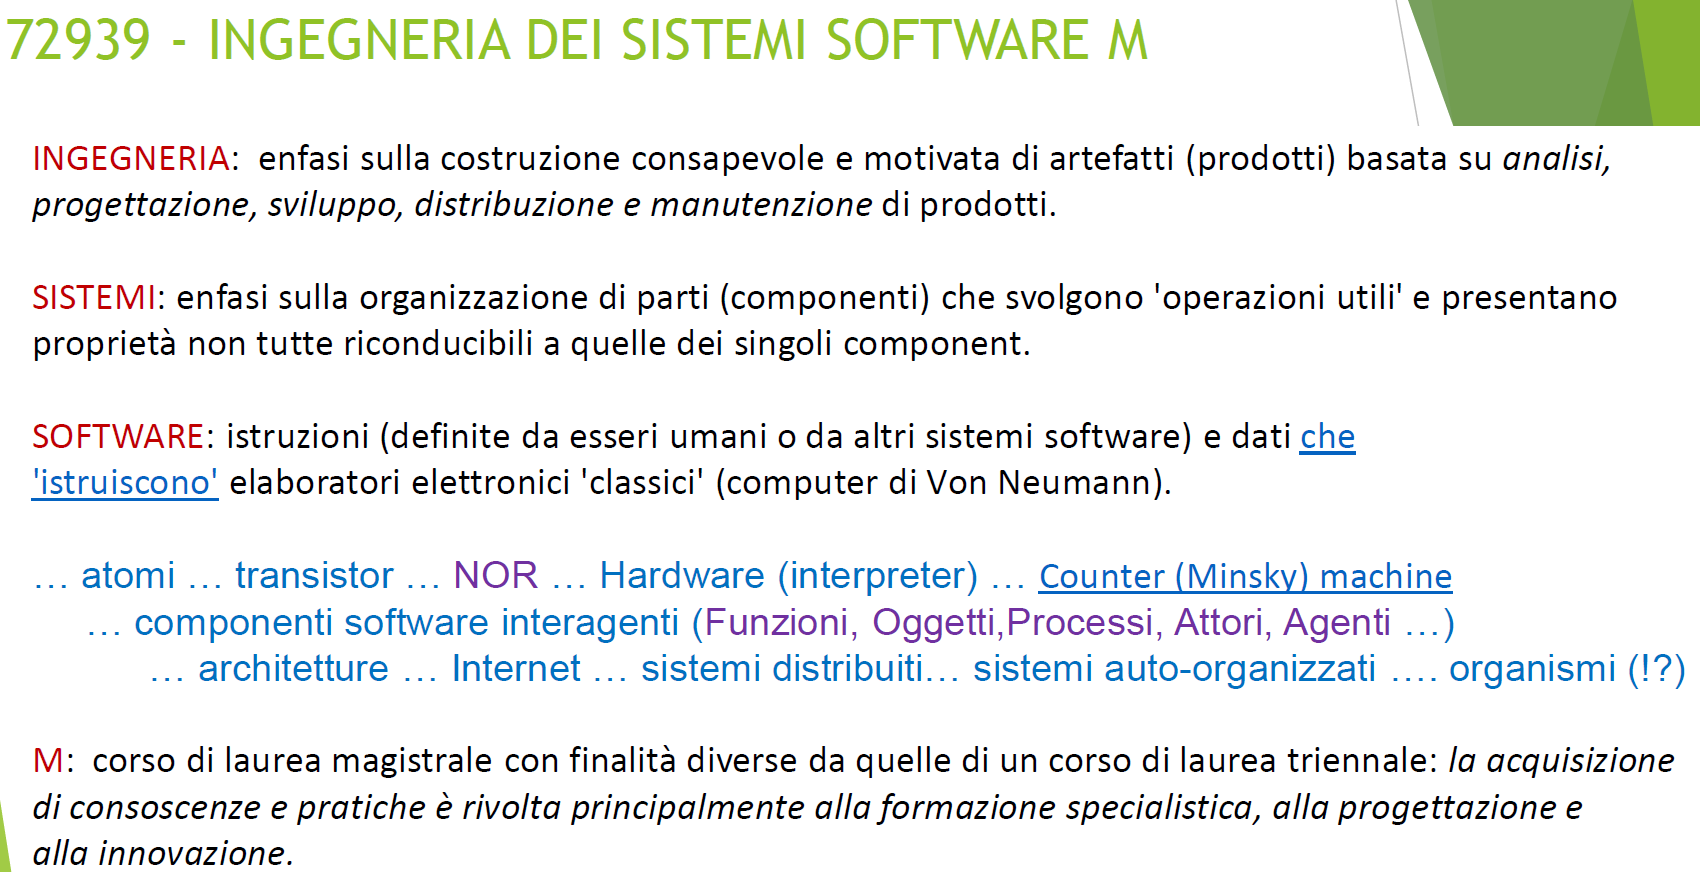 72939 - INGEGNERIA DEI SISTEMI SOFTWARE M
INGEGNERIA:  enfasi sulla costruzione consapevole e motivata di artefatti (prodotti) basata su analisi,
progettazione, sviluppo, distribuzione e manutenzione di prodotti.
SISTEMI: enfasi sulla organizzazione di parti (componenti) che svolgono 'operazioni utili' e presentano
proprietà non tutte riconducibili a quelle dei singoli component.
SOFTWARE: istruzioni (definite da esseri umani o da altri sistemi software) e dati che
'istruiscono' elaboratori elettronici 'classici' (computer di Von Neumann).
… atomi … transistor … NOR … Hardware (interpreter) … Counter (Minsky) machine
… componenti software interagenti (Funzioni, Oggetti,Processi, Attori, Agenti …)
… architetture … Internet … sistemi distribuiti… sistemi auto-organizzati …. organismi (!?)
M:  corso di laurea magistrale con finalità diverse da quelle di un corso di laurea triennale: la acquisizione
di consoscenze e pratiche è rivolta principalmente alla formazione specialistica, alla progettazione e
alla innovazione.